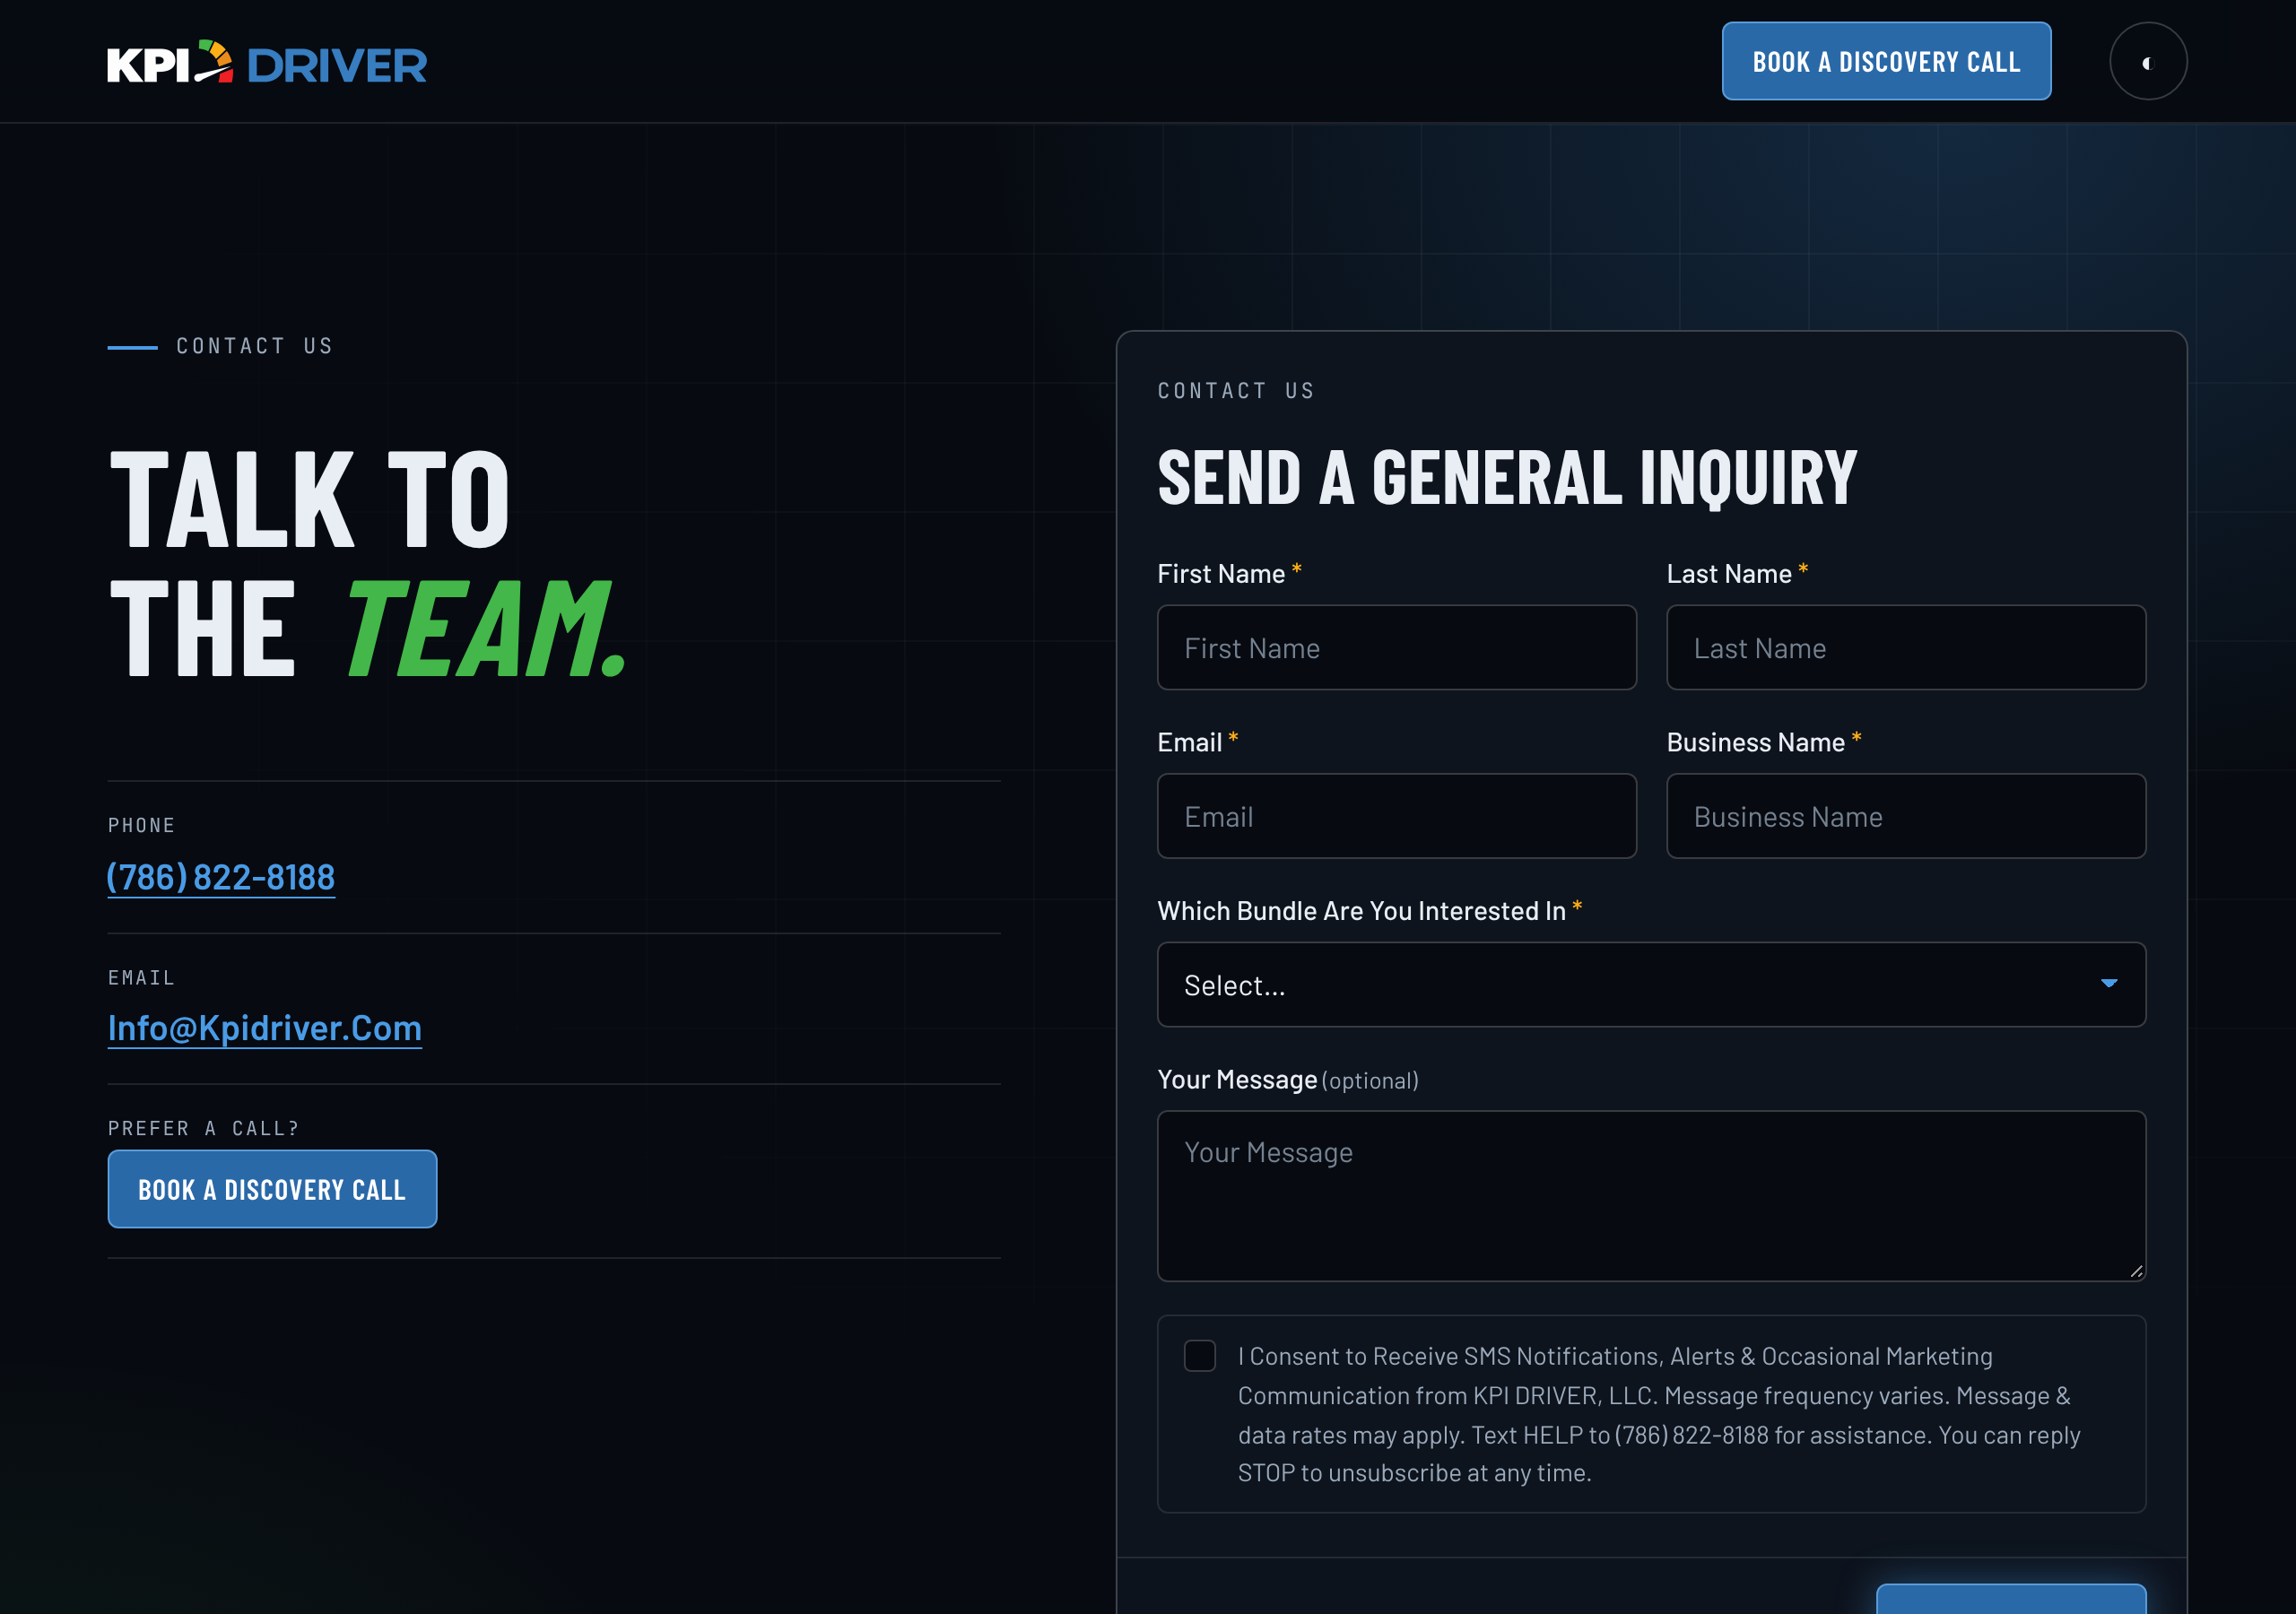 KPI DRIVER
BOOK A DISCOVERY CALL
CONTACT US
TALK TO
THE TEAM.
PHONE
(786) 822-8188
EMAIL
Info@Kpidriver.Com
PREFER A CALL?
BOOK A DISCOVERY CALL
CONTACT US
SEND A GENERAL INQUIRY
First Name *
Last Name *
First Name
Last Name
Email *
Business Name *
Email
Business Name
Which Bundle Are You Interested In *
Select...
Your Message (optional)
Your Message
I Consent to Receive SMS Notifications, Alerts & Occasional Marketing
Communication from KPI DRIVER, LLC. Message frequency varies. Message &
data rates may apply. Text HELP to (786) 822-8188 for assistance. You can reply
STOP to unsubscribe at any time.